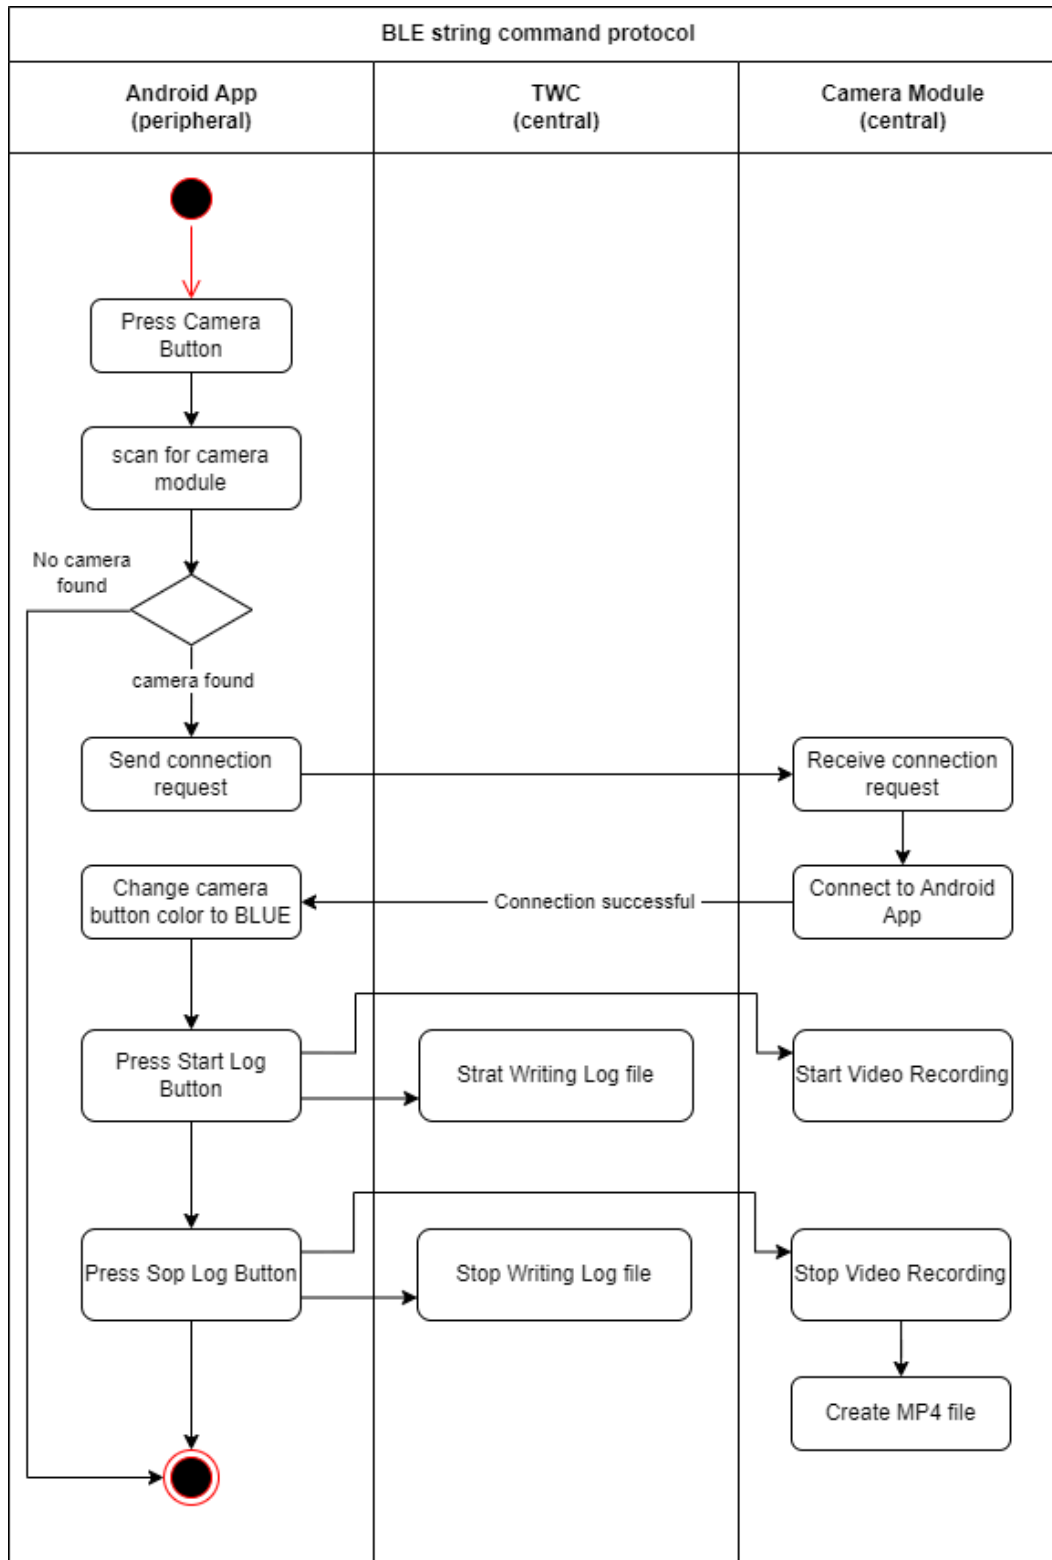 BLE string command protocol
Android App
(peripheral)
TWC
(central)
Camera Module
(central)
Press Camera
Button
scan for camera
module
No camera
found
camera found
Send connection
request
Receive connection
request
Change camera
button color to BLUE
Connection successful
Connect to Android
App
Press Start Log
Button
Strat Writing Log file
Start Video Recording
Press Sop Log Button
Stop Writing Log file
Stop Video Recording
Create MP4 file